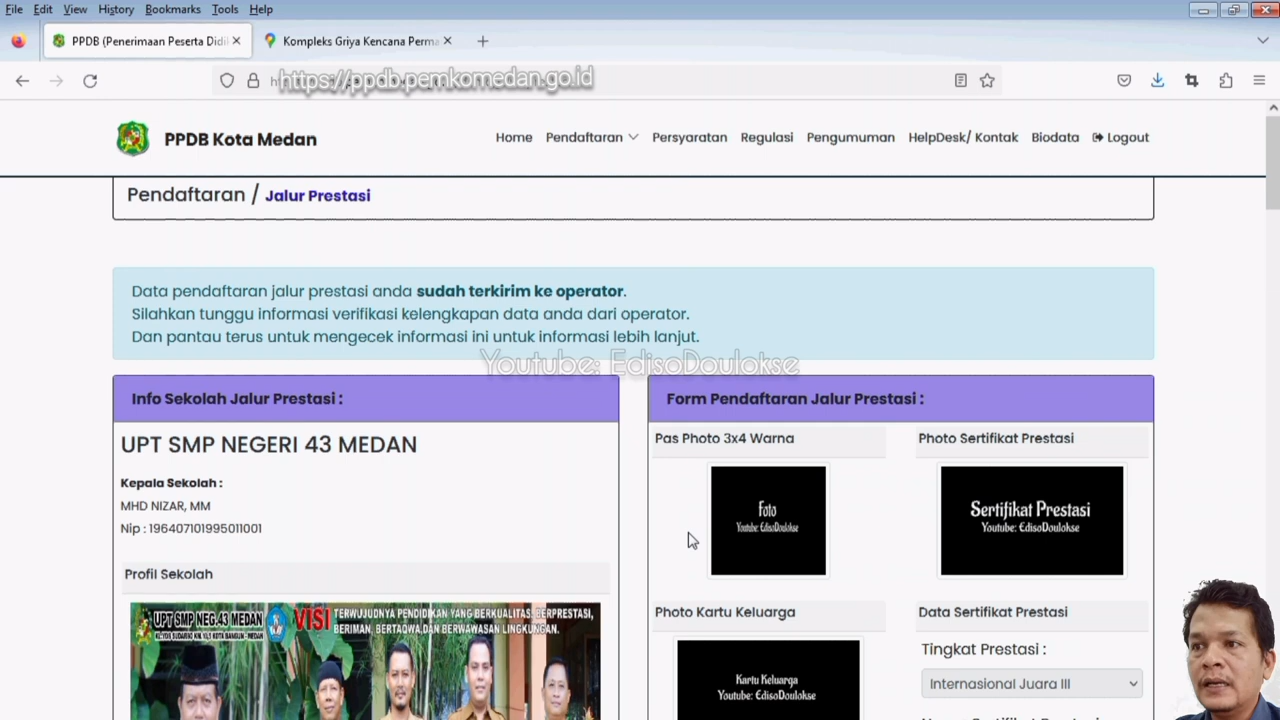 File Edit View History Bookmarks Tools Help
PPDB (Penerimaan Peserta Didi
Kompleks Griya Kencana Perma
https://ppdb.pemkomedan.go.id
PPDB Kota Medan
Home Pendaftaran Persyaratan Regulasi Pengumuman HelpDesk/ Kontak Biodata Logout
Pendaftaran / Jalur Prestasi
Data pendaftaran jalur prestasi anda sudah terkirim ke operator.
Silahkan tunggu informasi verifikasi kelengkapan data anda dari operator.
Dan pantau terus untuk mengecek informasi ini untuk informasi lebih lanjut.
Youtube: EdisoDoulokse
Info Sekolah Jalur Prestasi :
UPT SMP NEGERI 43 MEDAN
Kepala Sekolah :
MHD NIZAR, MM
Nip : 196407101995011001
Profil Sekolah
UPT SMP NEG.43 MEDAN
VISI
TERWUJUDNYA PENDIDIKAN YANG BERKUALITAS, BERPRESTASI,
BERIMAN, BERTAQWA,DAN BERWAWASAN LINGKUNGAN.
Form Pendaftaran Jalur Prestasi :
Pas Photo 3x4 Warna
Foto
Youtube: EdisoDoulokse
Photo Sertifikat Prestasi
Sertifikat Prestasi
Youtube: EdisoDoulokse
Photo Kartu Keluarga
Kartu Keluarga
Youtube: EdisoDoulokse
Data Sertifikat Prestasi
Tingkat Prestasi :
Internasional Juara III